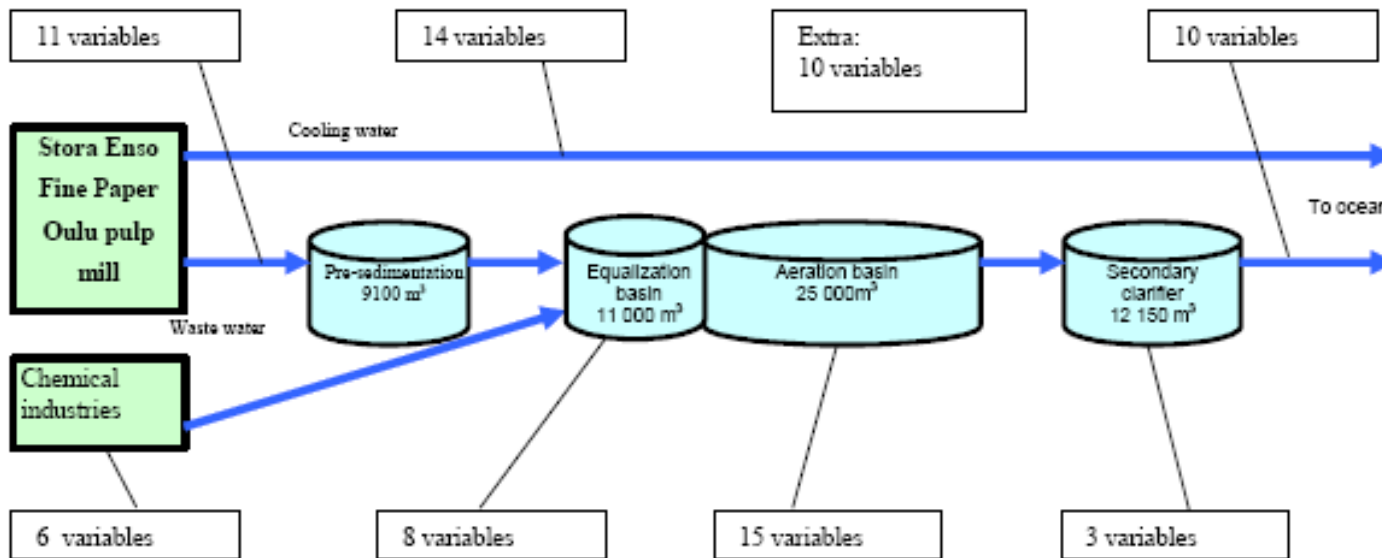 11 variables
14 variables
Extra:
10 variables
10 variables
Cooling water
Stora Enso
Fine Paper
Oulu pulp
mill
To ocean
Pre-sedimentation
9100 m³
Equalization
basin
11 000 m³
Aeration basin
25 000m³
Secondary
clarifier
12 150 m³
Waste water
Chemical
industries
6 variables
8 variables
15 variables
3 variables